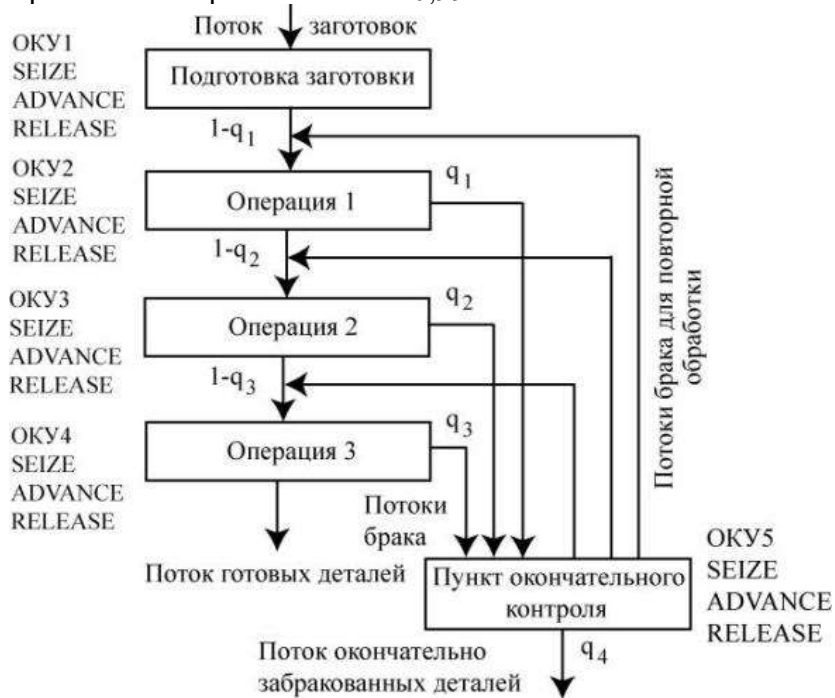 Поток заготовок
ОКУ1
SEIZE
ADVANCE
RELEASE
Подготовка заготовки
1-q1
ОКУ2
SEIZE
ADVANCE
RELEASE
Операция 1
q1
1-q2
ОКУ3
SEIZE
ADVANCE
RELEASE
Операция 2
q2
1-q3
ОКУ4
SEIZE
ADVANCE
RELEASE
Операция 3
q3
Потоки
брака
Поток готовых деталей
Потоки брака для повторной
обработки
Пункт окончательного
контроля
ОКУ5
SEIZE
ADVANCE
RELEASE
q4
Поток окончательно
забракованных деталей